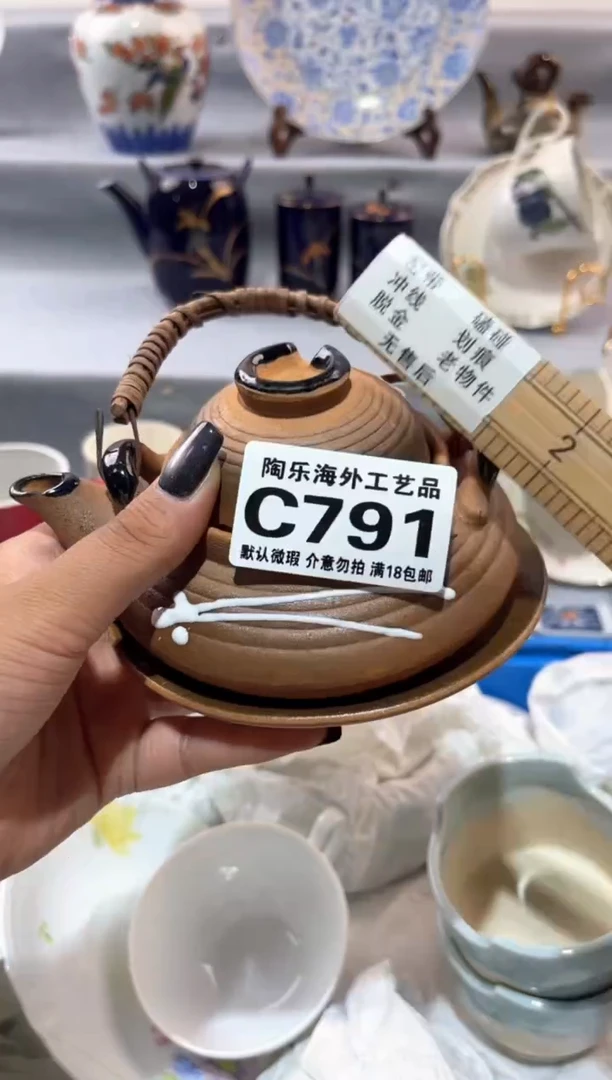 冲线 磕碰
脱金 划痕
无售后 老物件
2
陶乐海外工艺品
C791
默认微瑕 介意勿拍 满18包邮